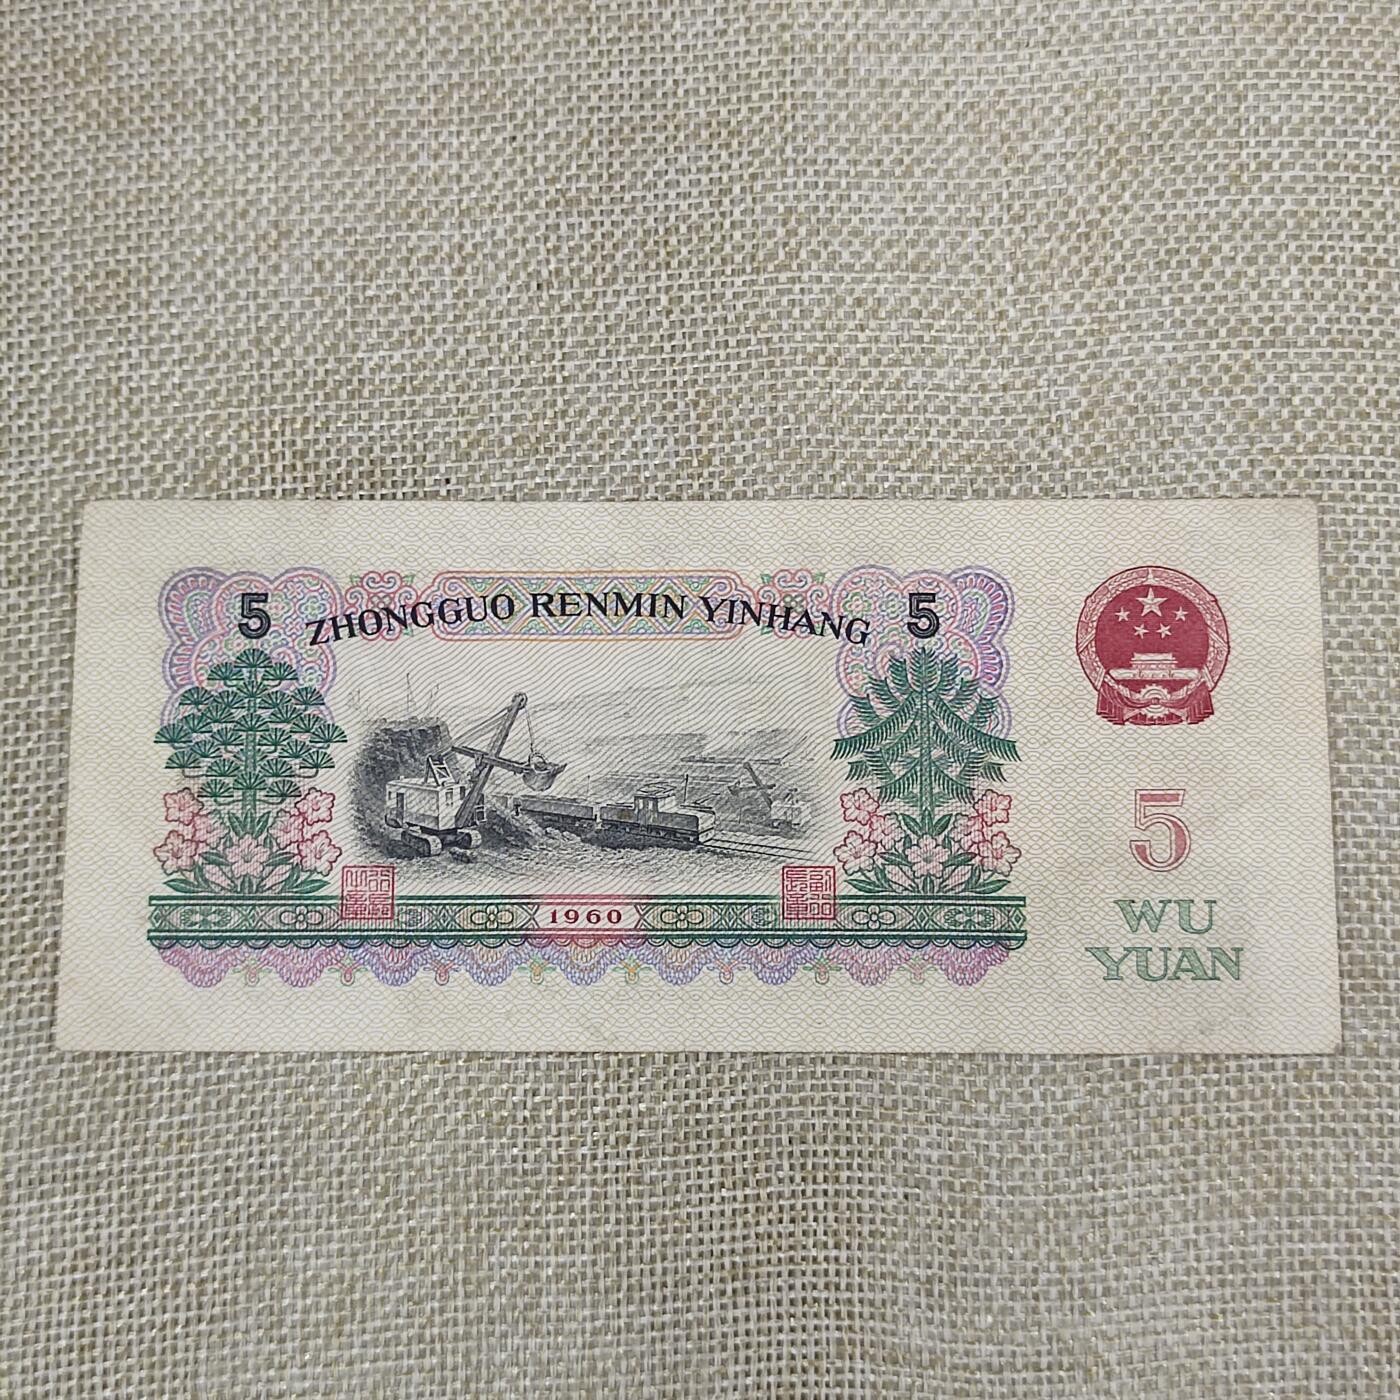 5 ZHONGGUO RENMIN YINHANG 5
5
WU
YUAN
1960